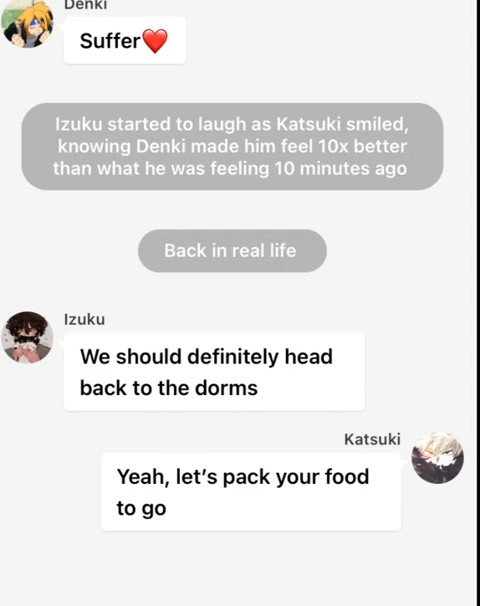 Denki
Suffer❤️
Izuku started to laugh as Katsuki smiled,
knowing Denki made him feel 10x better
than what he was feeling 10 minutes ago
Back in real life
Izuku
We should definitely head
back to the dorms
Katsuki
Yeah, let's pack your food
to go